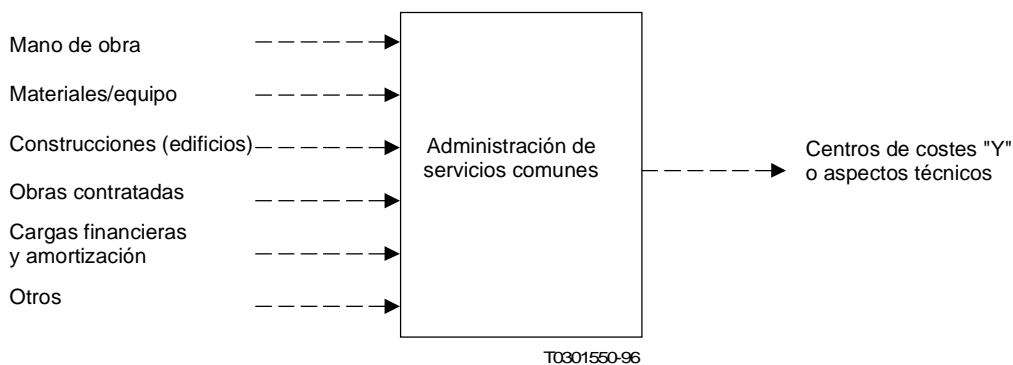 Mano de obra
Materiales/equipo
Construcciones (edificios)
Obras contratadas
Cargas financieras
y amortización
Otros
Administración de
servicios comunes
Centros de costes "Y"
o aspectos técnicos
T0301550-96